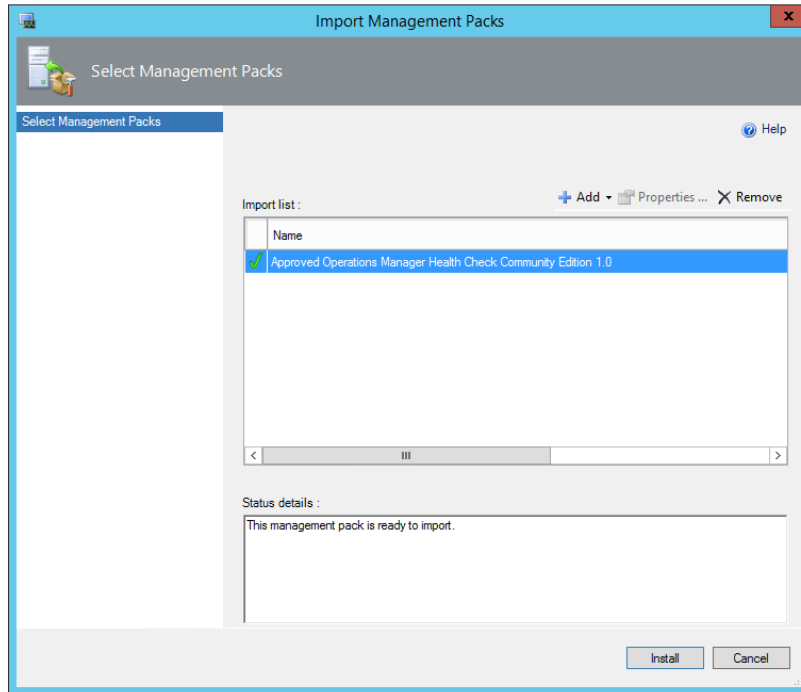 Import Management Packs
x
Select Management Packs
Select Management Packs
Help
Add Properties ... Remove
Import list :
Name
Approved Operations Manager Health Check Community Edition 1.0
Status details :
This management pack is ready to import.
Install Cancel